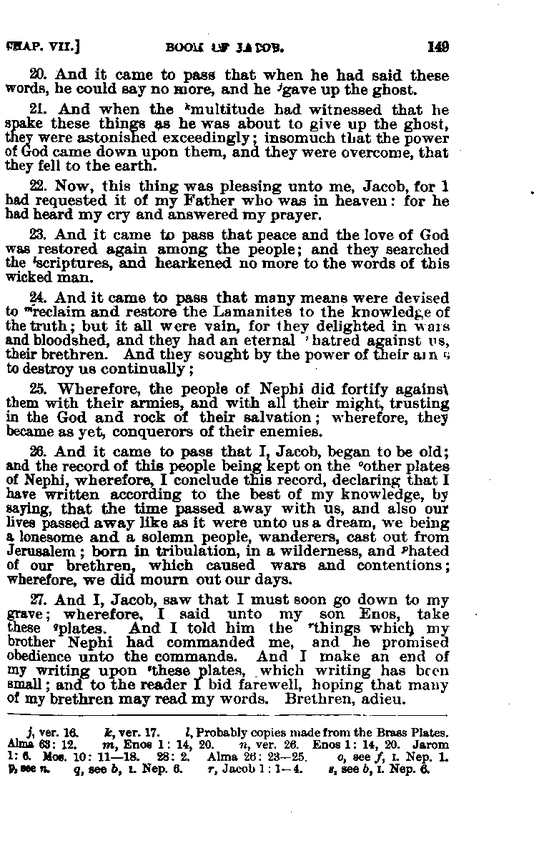 CHAP. VII.] BOOK OF JACOB. 149
20. And it came to pass that when he had said these
words, he could say no more, and he ʲgave up the ghost.
21. And when the ᵏmultitude had witnessed that he
spake these things as he was about to give up the ghost,
they were astonished exceedingly; insomuch that the power
of God came down upon them, and they were overcome, that
they fell to the earth.
22. Now, this thing was pleasing unto me, Jacob, for I
had requested it of my Father who was in heaven: for he
had heard my cry and answered my prayer.
23. And it came to pass that peace and the love of God
was restored again among the people; and they searched
the ˡscriptures, and hearkened no more to the words of this
wicked man.
24. And it came to pass that many means were devised
to ᵐreclaim and restore the Lamanites to the knowledge of
the truth; but it all were vain, for they delighted in wars
and bloodshed, and they had an eternal ⁿhatred against us,
their brethren. And they sought by the power of their arms
to destroy us continually;
25. Wherefore, the people of Nephi did fortify against
them with their armies, and with all their might, trusting
in the God and rock of their salvation; wherefore, they
became as yet, conquerors of their enemies.
26. And it came to pass that I, Jacob, began to be old;
and the record of this people being kept on the ᵒother plates
of Nephi, wherefore, I conclude this record, declaring that I
have written according to the best of my knowledge, by
saying, that the time passed away with us, and also our
lives passed away like as it were unto us a dream, we being
a lonesome and a solemn people, wanderers, cast out from
Jerusalem; born in tribulation, in a wilderness, and ᵖhated
of our brethren, which caused wars and contentions;
wherefore, we did mourn out our days.
27. And I, Jacob, saw that I must soon go down to my
grave; wherefore, I said unto my son Enos, take
these ᑫplates. And I told him the ʳthings which my
brother Nephi had commanded me, and he promised
obedience unto the commands. And I make an end of
my writing upon ˢthese plates, which writing has been
small; and to the reader I bid farewell, hoping that many
of my brethren may read my words. Brethren, adieu.
j, ver. 16. k, ver. 17. l, Probably copies made from the Brass Plates.
Alma 63: 12. m, Enos 1: 14, 20. n, ver. 26. Enos 1: 14, 20. Jarom
1: 6. Mos. 10: 11—18. 28: 2. Alma 26: 23—25. o, see f, I. Nep. 1.
p, see n. q, see b, I. Nep. 6. r, Jacob 1: 1—4. s, see b, I. Nep. 6.